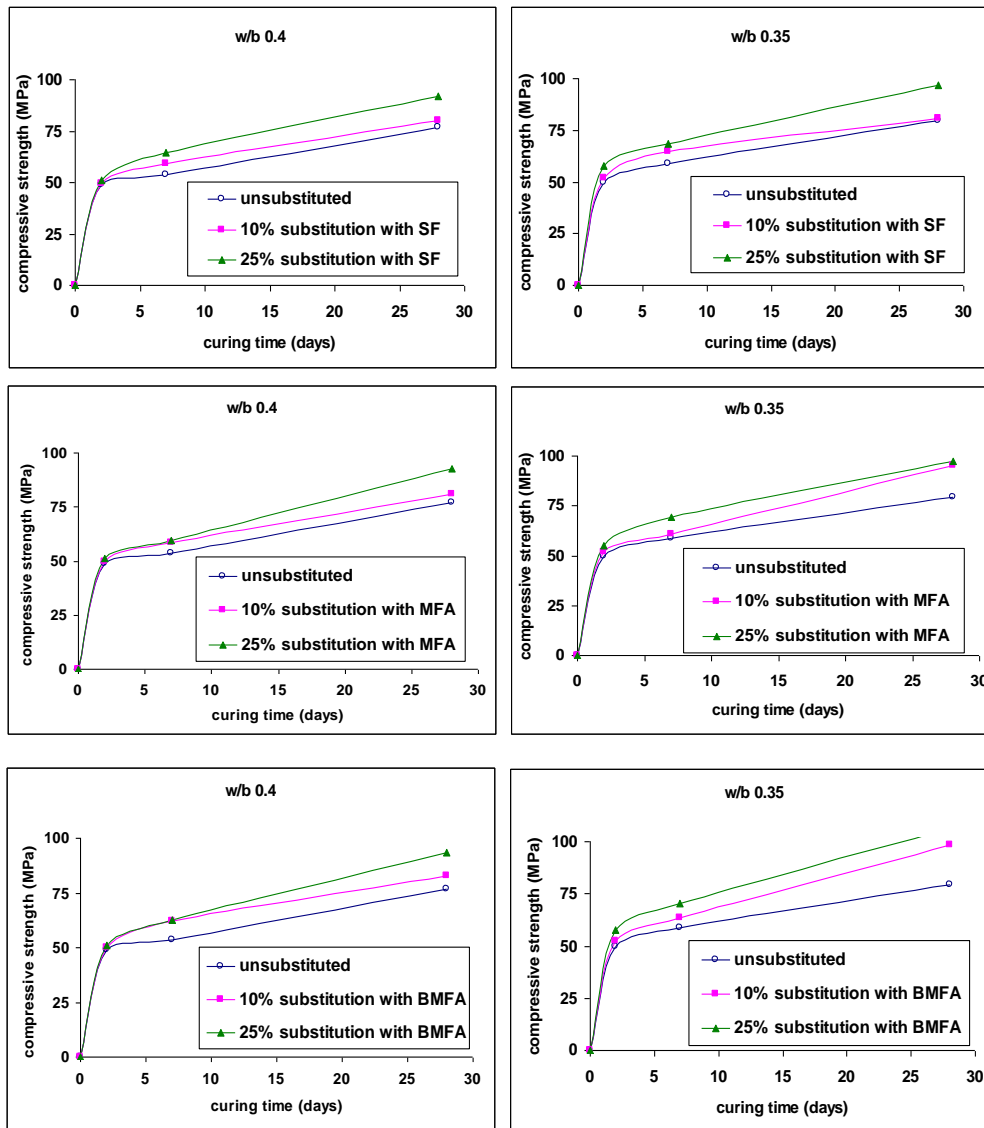 w/b 0.4
compressive strength (MPa)
100
75
50
25
0
unsubstituted
10% substitution with SF
25% substitution with SF
0 5 10 15 20 25 30
curing time (days)
w/b 0.35
compressive strength (MPa)
100
75
50
25
0
unsubstituted
10% substitution with SF
25% substitution with SF
0 5 10 15 20 25 30
curing time (days)
w/b 0.4
compressive strength (MPa)
100
75
50
25
0
unsubstituted
10% substitution with MFA
25% substitution with MFA
0 5 10 15 20 25 30
curing time (days)
w/b 0.35
compressive strength (MPa)
100
75
50
25
0
unsubstituted
10% substitution with MFA
25% substitution with MFA
0 5 10 15 20 25 30
curing time (days)
w/b 0.4
compressive strength (MPa)
100
75
50
25
0
unsubstituted
10% substitution with BMFA
25% substitution with BMFA
0 5 10 15 20 25 30
curing time (days)
w/b 0.35
compressive strength (MPa)
100
75
50
25
0
unsubstituted
10% substitution with BMFA
25% substitution with BMFA
0 5 10 15 20 25 30
curing time (days)